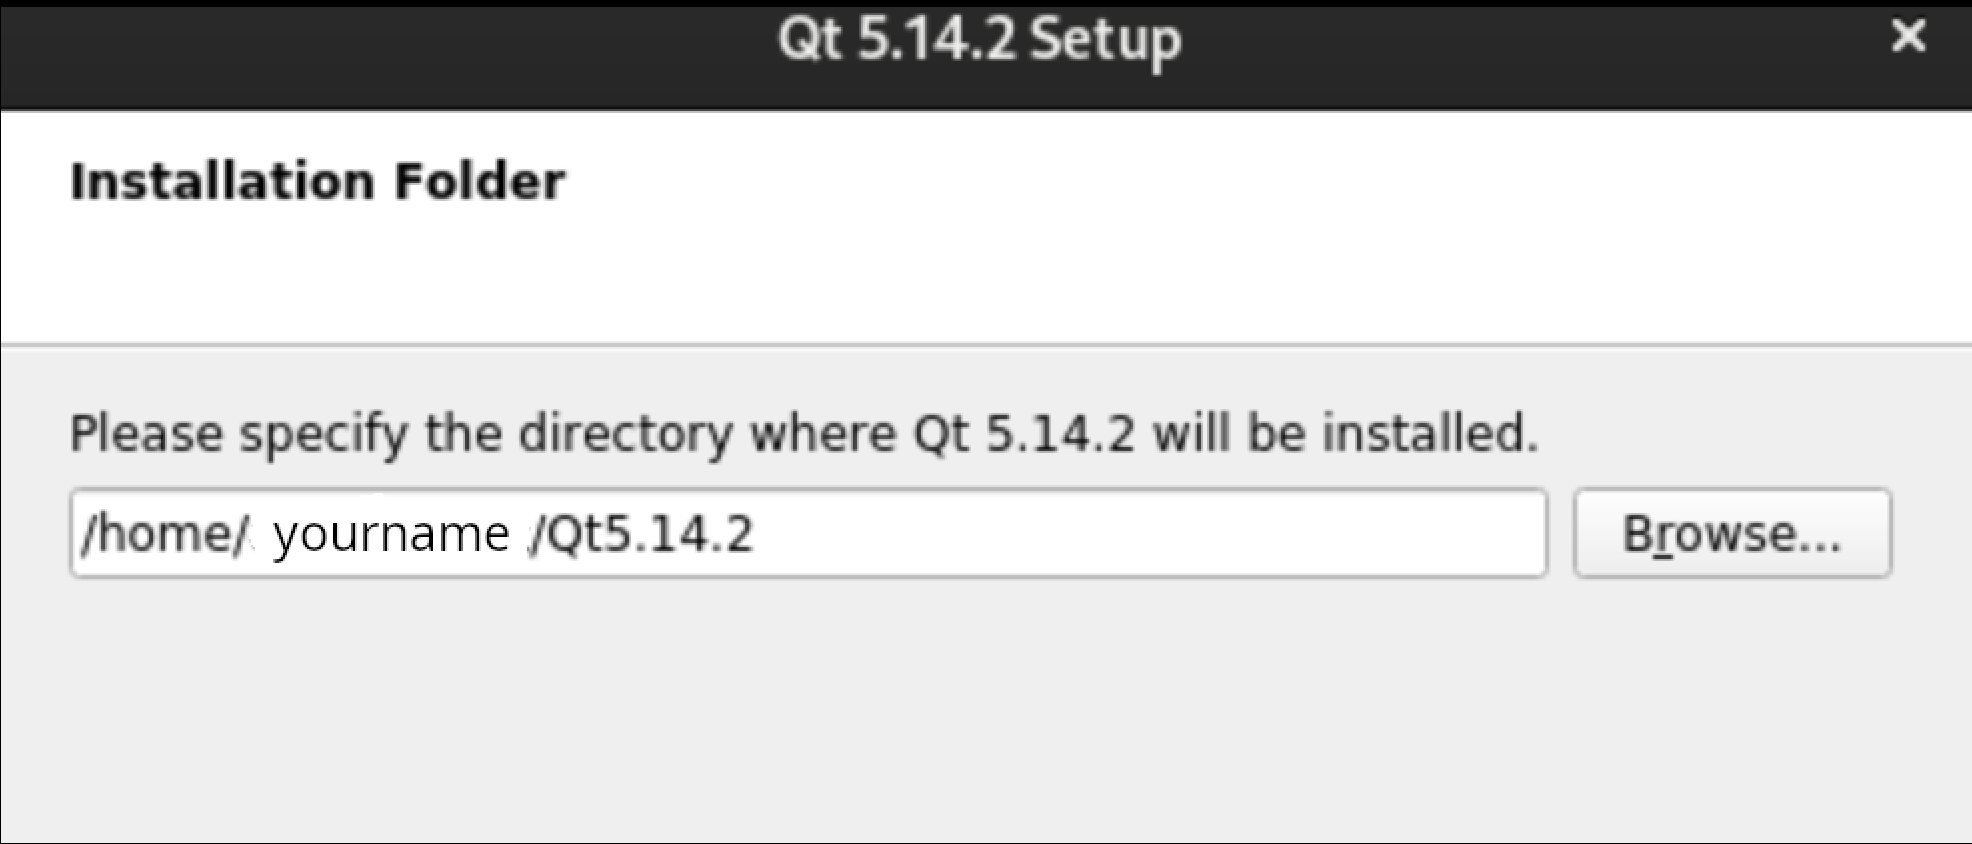 Qt 5.14.2 Setup
Installation Folder
Please specify the directory where Qt 5.14.2 will be installed.
/home/ yourname /Qt5.14.2
Browse...